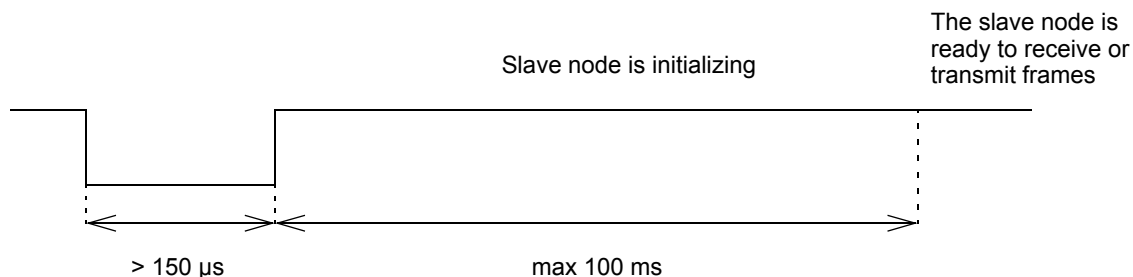 The slave node is
ready to receive or
transmit frames
Slave node is initializing
> 150 µs
max 100 ms